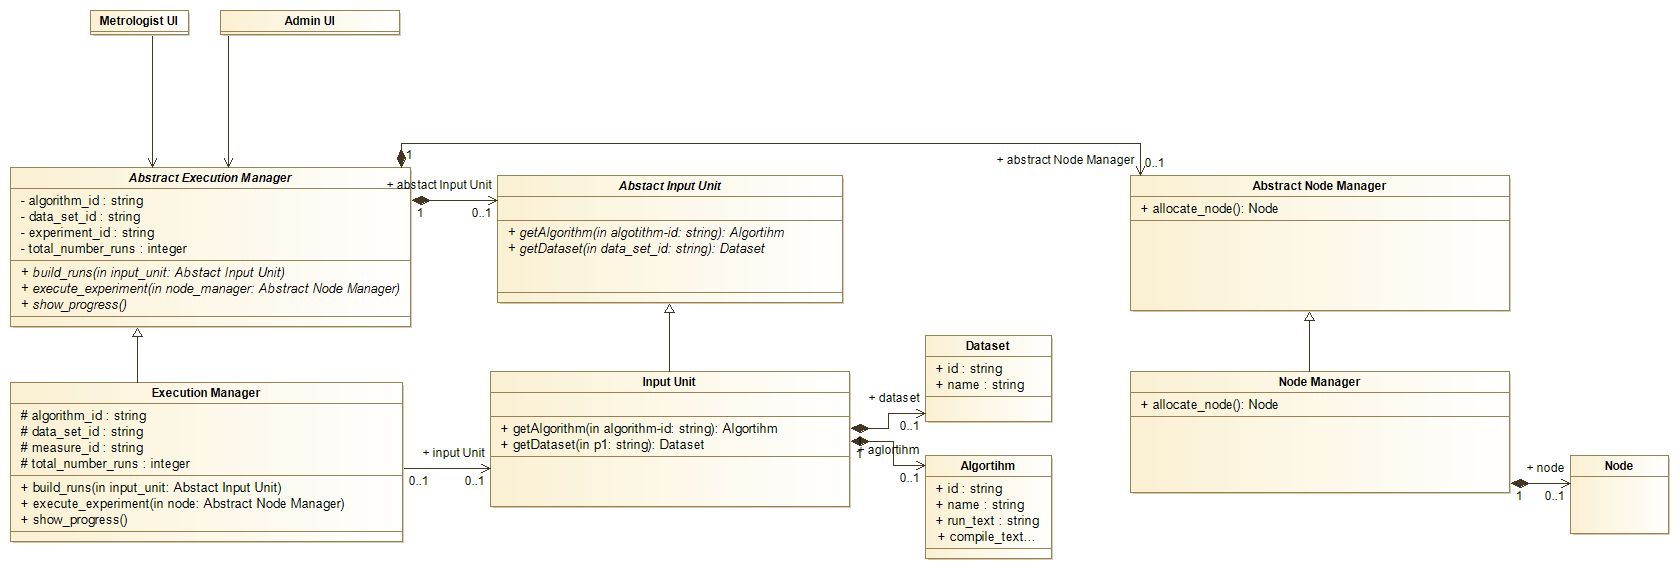 Metrologist UI
Admin UI
1
+ abstract Node Manager
0..1
Abstract Execution Manager
- algorithm_id : string
- data_set_id : string
- experiment_id : string
- total_number_runs : integer
+ build_runs(in input_unit: Abstact Input Unit)
+ execute_experiment(in node_manager: Abstract Node Manager)
+ show_progress()
+ abstact Input Unit
1
0..1
Abstact Input Unit
+ getAlgorithm(in algotithm-id: string): Algortihm
+ getDataset(in data_set_id: string): Dataset
Abstract Node Manager
+ allocate_node(): Node
Execution Manager
# algorithm_id : string
# data_set_id : string
# measure_id : string
# total_number_runs : integer
+ build_runs(in input_unit: Abstact Input Unit)
+ execute_experiment(in node: Abstract Node Manager)
+ show_progress()
+ input Unit
0..1
0..1
Input Unit
+ getAlgorithm(in algorithm-id: string): Algortihm
+ getDataset(in p1: string): Dataset
+ dataset
0..1
1
+ aglortihm
0..1
Dataset
+ id : string
+ name : string
Algortihm
+ id : string
+ name : string
+ run_text : string
+ compile_text...
Node Manager
+ allocate_node(): Node
+ node
1
0..1
Node